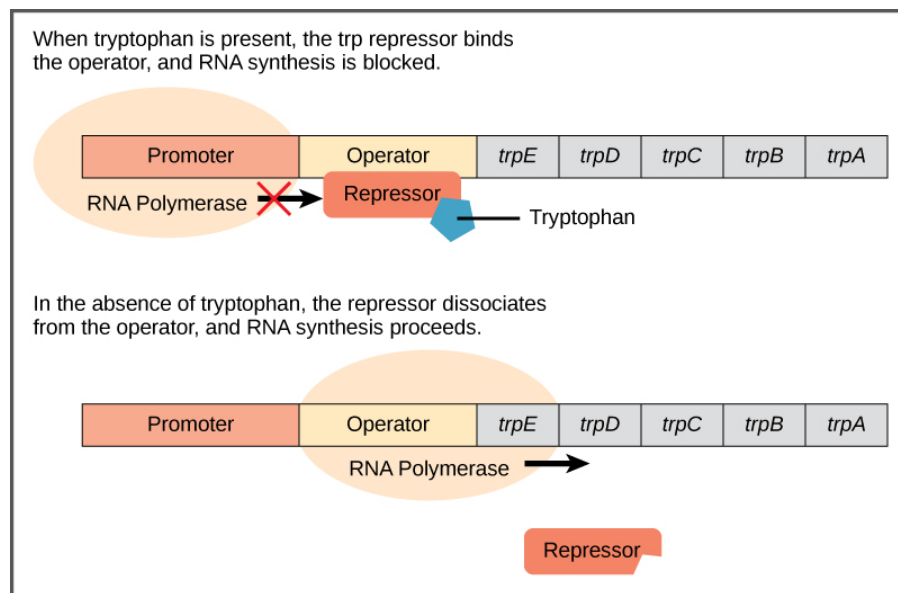 When tryptophan is present, the trp repressor binds
the operator, and RNA synthesis is blocked.
Promoter
Operator
trpE
trpD
trpC
trpB
trpA
RNA Polymerase
Repressor
Tryptophan
In the absence of tryptophan, the repressor dissociates
from the operator, and RNA synthesis proceeds.
Promoter
Operator
trpE
trpD
trpC
trpB
trpA
RNA Polymerase
Repressor